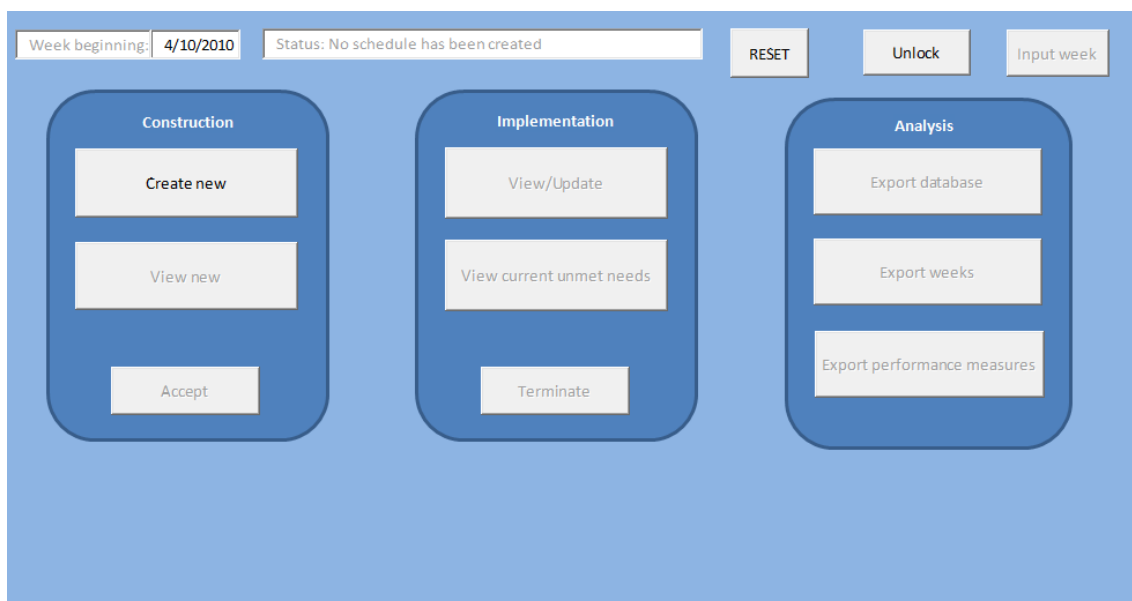 Week beginning: 4/10/2010 Status: No schedule has been created RESET Unlock Input week
Construction
Create new
View new
Accept
Implementation
View/Update
View current unmet needs
Terminate
Analysis
Export database
Export weeks
Export performance measures